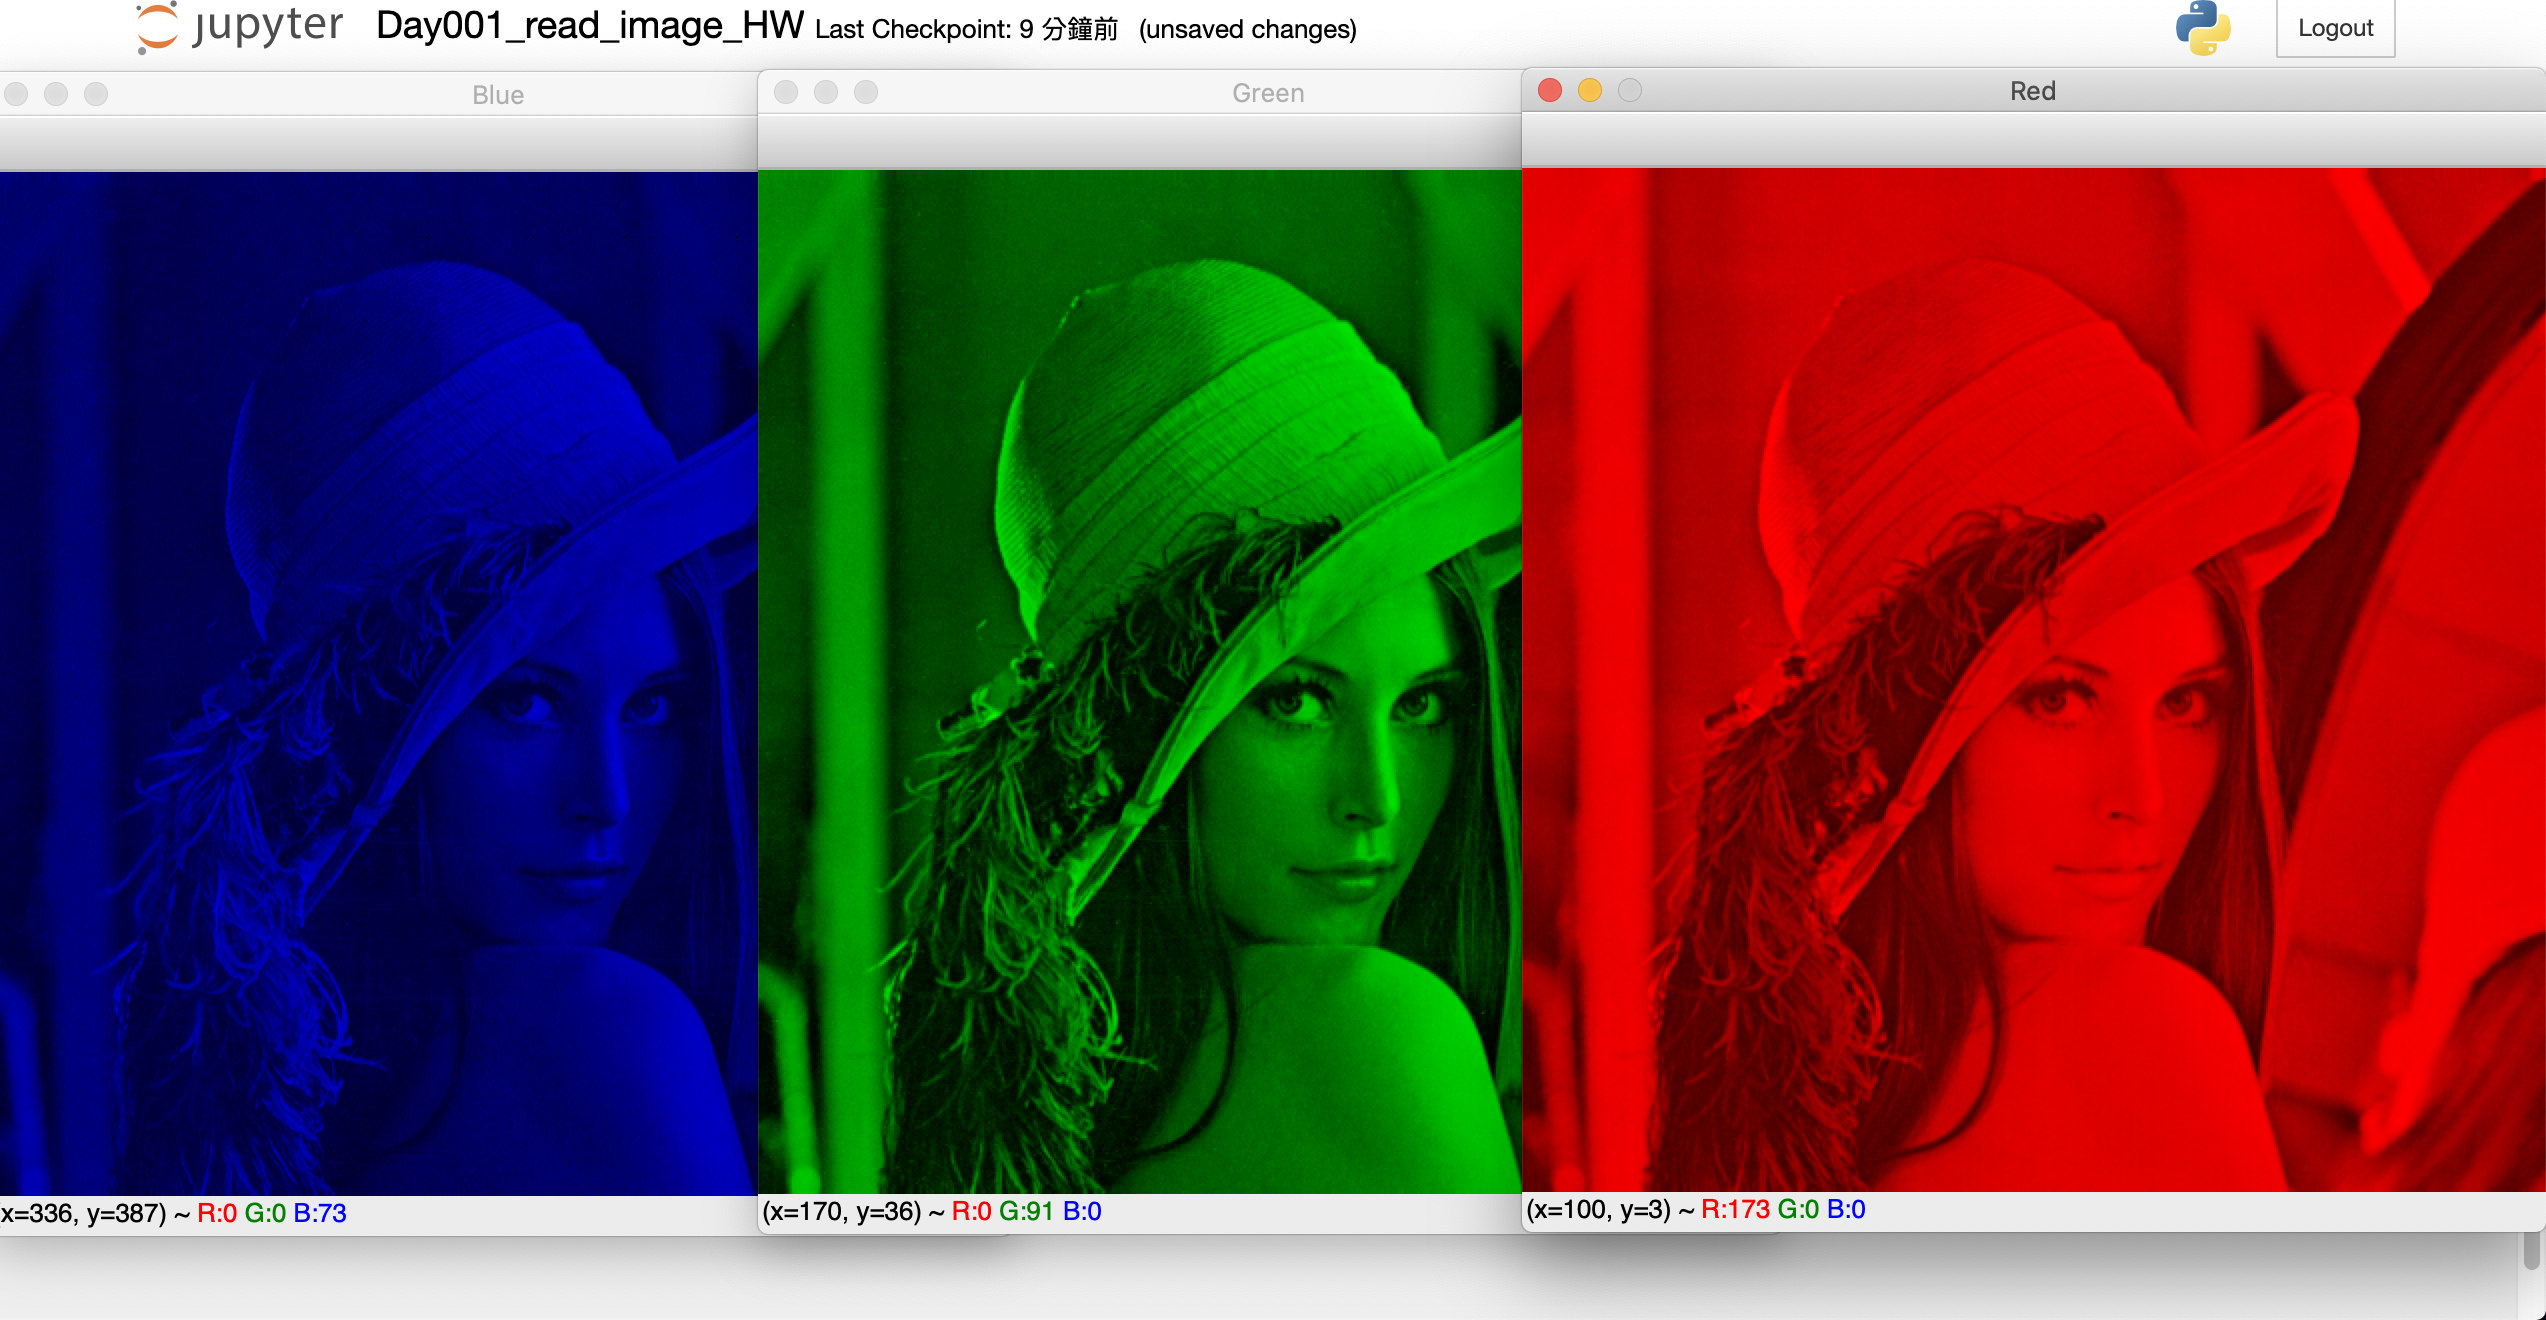 jupyter Day001_read_image_HW Last Checkpoint: 9 分鐘前 (unsaved changes) Logout
Blue
Green
Red
x=336, y=387) ~ R:0 G:0 B:73
(x=170, y=36) ~ R:0 G:91 B:0
(x=100, y=3) ~ R:173 G:0 B:0